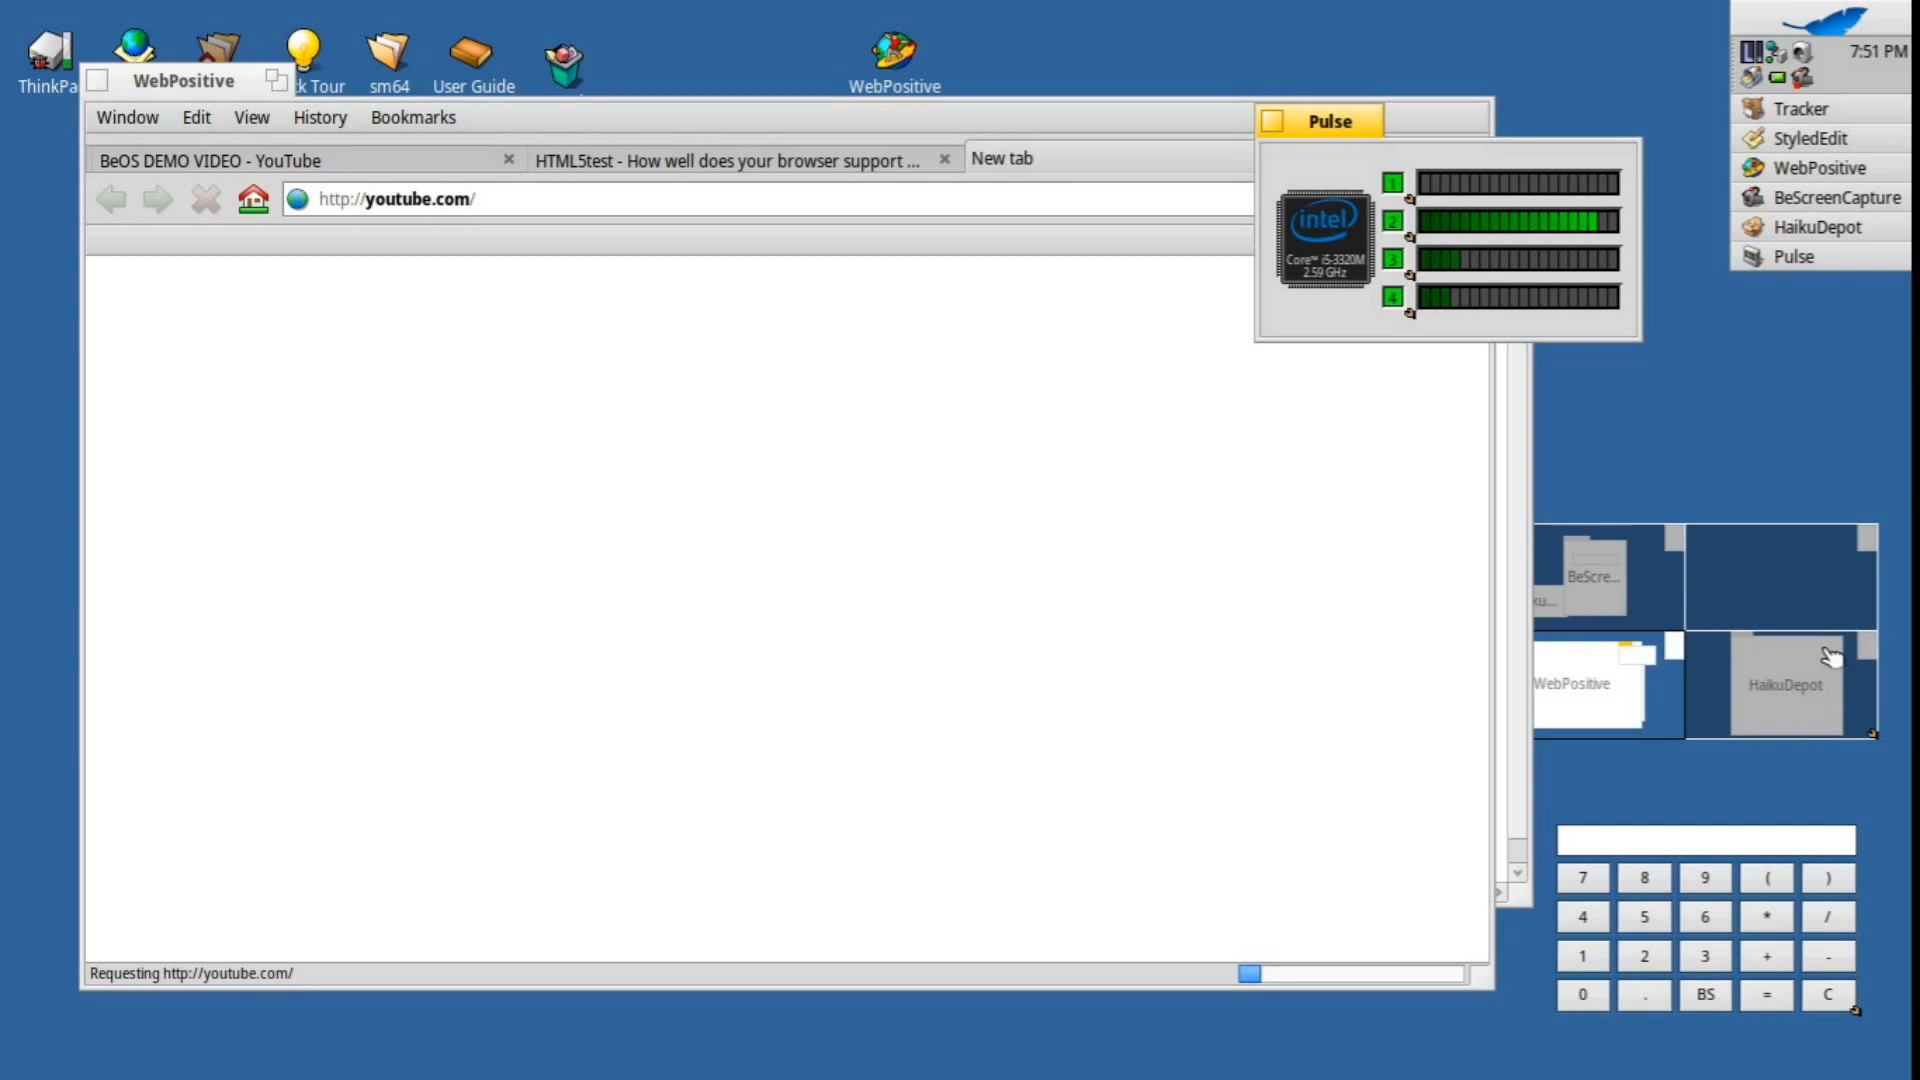 ThinkPa
ck Tour
sm64
User Guide
WebPositive
7:51 PM
Tracker
StyledEdit
WebPositive
BeScreenCapture
HaikuDepot
Pulse
WebPositive
Window Edit View History Bookmarks
BeOS DEMO VIDEO - YouTube
HTML5test - How well does your browser support ...
New tab
http://youtube.com/
Pulse
intel
Core™ i5-3320M
2.59 GHz
1
2
3
4
BeScre...
ku...
WebPositive
HaikuDepot
7 8 9 ( )
4 5 6 * /
1 2 3 + -
0 . BS = C
Requesting http://youtube.com/